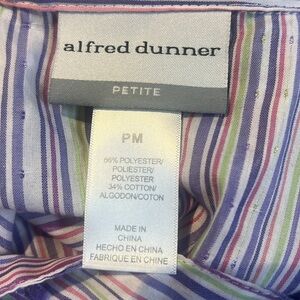 alfred dunner
PETITE
PM
66% POLYESTER/
POLIESTER/
POLYESTER
34% COTTON/
ALGODON/COTON
MADE IN
CHINA
HECHO EN CHINA
FABRIQUE EN CHINE